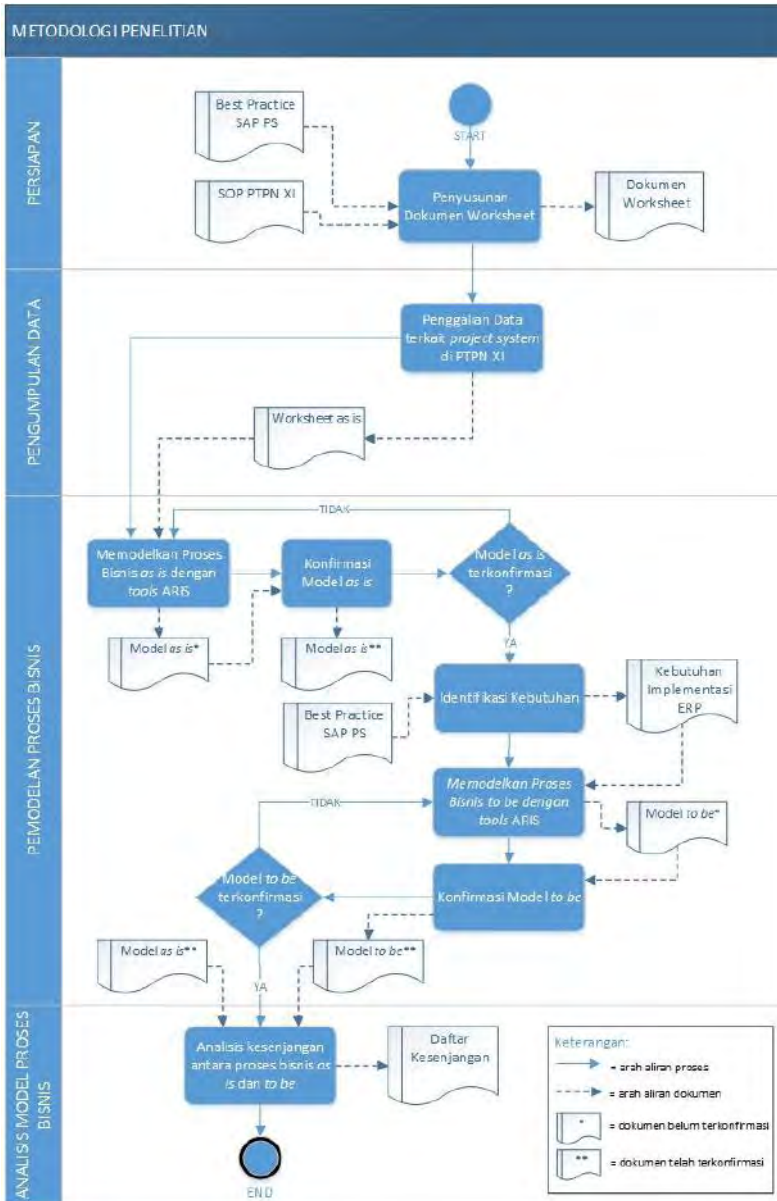 METODOLOGI PENELITIAN
PERSIAPAN
Best Practice
SAP PS
START
SOP PTPN XI
Penyusunan
Dokumen Worksheet
Dokumen
Worksheet
PENGUMPULAN DATA
Penggalian Data
terkait project system
di PTPN XI
Worksheet as is
PEMODELAN PROSES BISNIS
TIDAK
Memodelkan Proses
Bisnis as is dengan
tools ARIS
Konfirmasi
Model as is
Model as is
terkonfirmasi
?
Model as is*
Model as is**
YA
Best Practice
SAP PS
Identifikasi Kebutuhan
Kebutuhan
Implementasi
ERP
TIDAK
Memodelkan Proses
Bisnis to be dengan
tools ARIS
Model to be*
Model to be
terkonfirmasi
?
Konfirmasi Model to be
Model as is**
Model to be**
YA
ANALISIS MODEL PROSES
BISNIS
Analisis kesenjangan
antara proses bisnis as
is dan to be
Daftar
Kesenjangan
END
Keterangan:
= arah aliran proses
= arah aliran dokumen
* = dokumen belum terkonfirmasi
** = dokumen telah terkonfirmasi